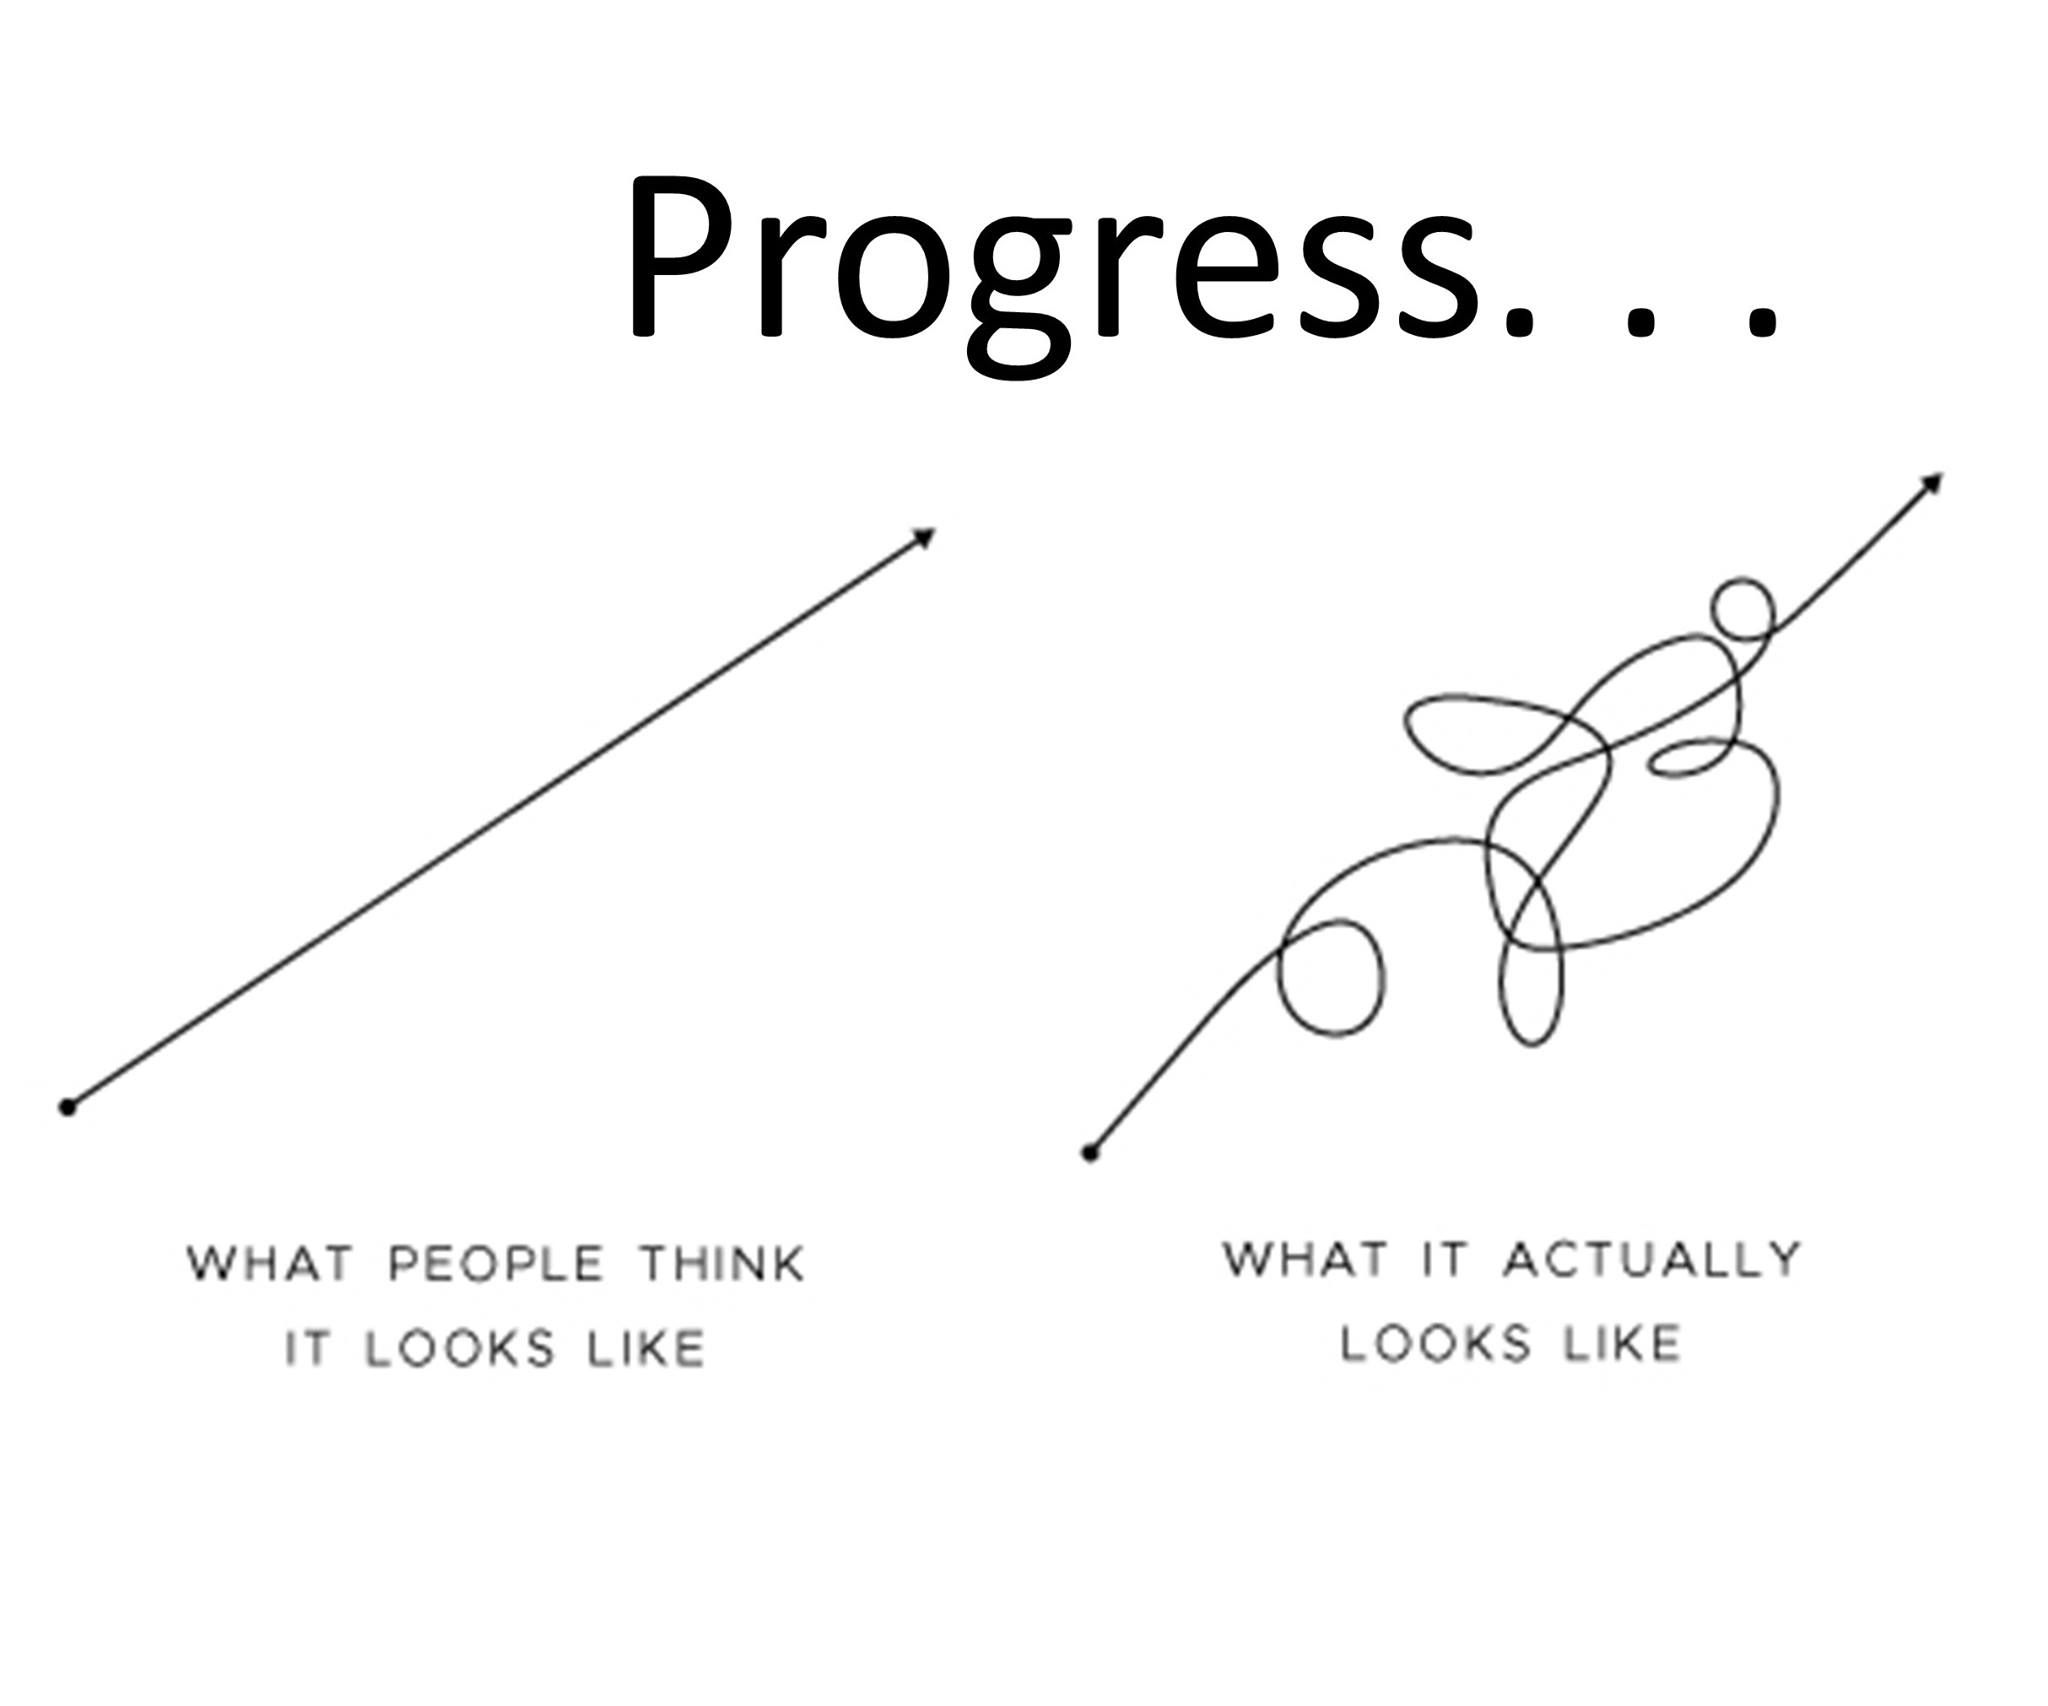 Progress. . .
WHAT PEOPLE THINK
IT LOOKS LIKE
WHAT IT ACTUALLY
LOOKS LIKE